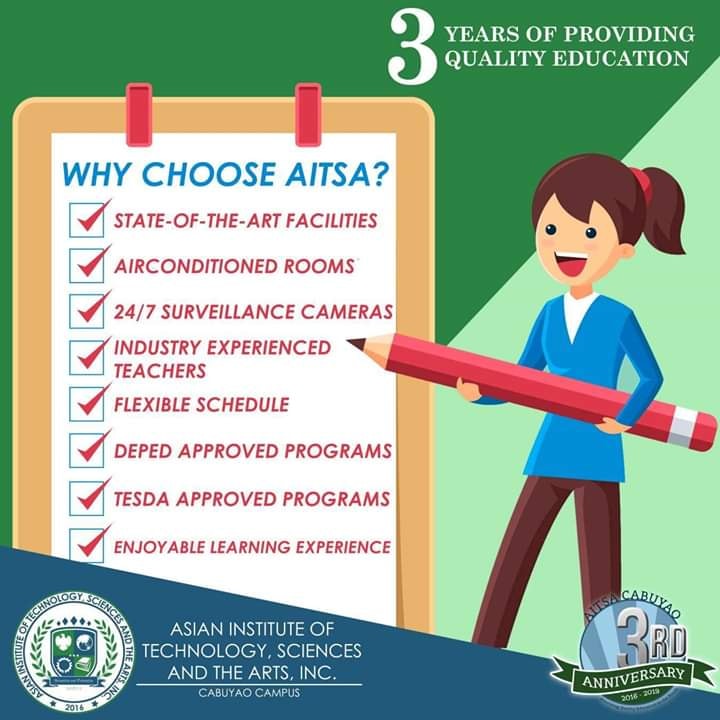 3 YEARS OF PROVIDING
QUALITY EDUCATION
WHY CHOOSE AITSA?
STATE-OF-THE-ART FACILITIES
AIRCONDITIONED ROOMS
24/7 SURVEILLANCE CAMERAS
INDUSTRY EXPERIENCED
TEACHERS
FLEXIBLE SCHEDULE
DEPED APPROVED PROGRAMS
TESDA APPROVED PROGRAMS
ENJOYABLE LEARNING EXPERIENCE
ASIAN INSTITUTE OF TECHNOLOGY, SCIENCES AND THE ARTS, INC.
2016
ASIAN INSTITUTE OF
TECHNOLOGY, SCIENCES
AND THE ARTS, INC.
CABUYAO CAMPUS
AITSA CABUYAO
3RD
ANNIVERSARY
2016 - 2019